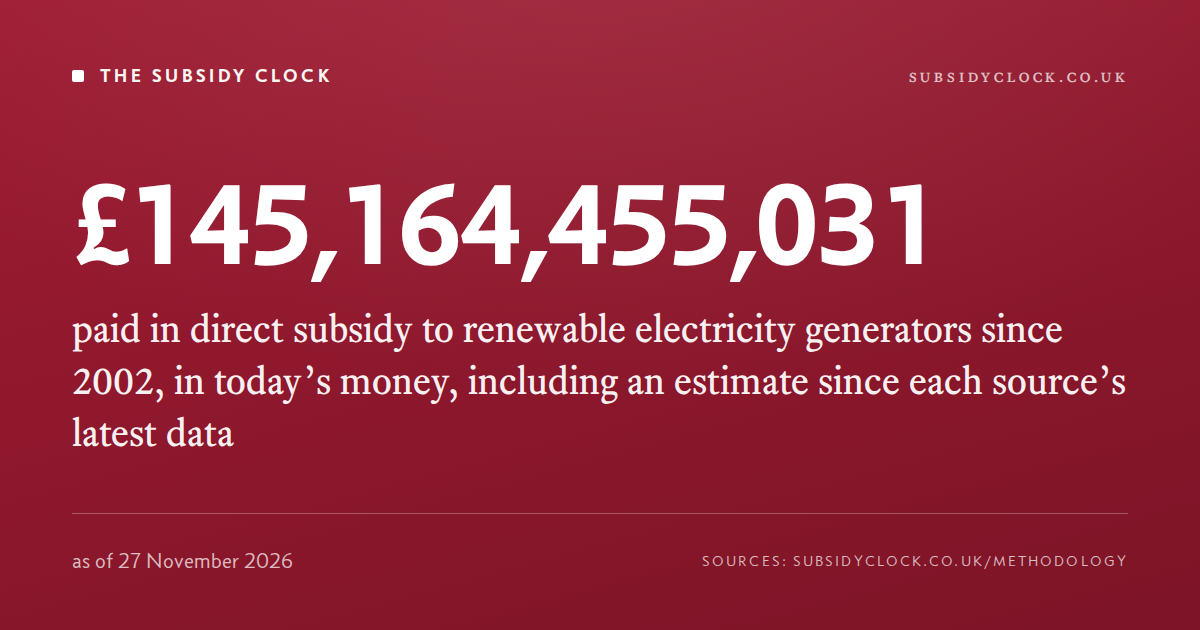 THE SUBSIDY CLOCK
SUBSIDYCLOCK.CO.UK
£145,164,455,031
paid in direct subsidy to renewable electricity generators since
2002, in today’s money, including an estimate since each source’s
latest data
as of 27 November 2026
SOURCES: SUBSIDYCLOCK.CO.UK/METHODOLOGY